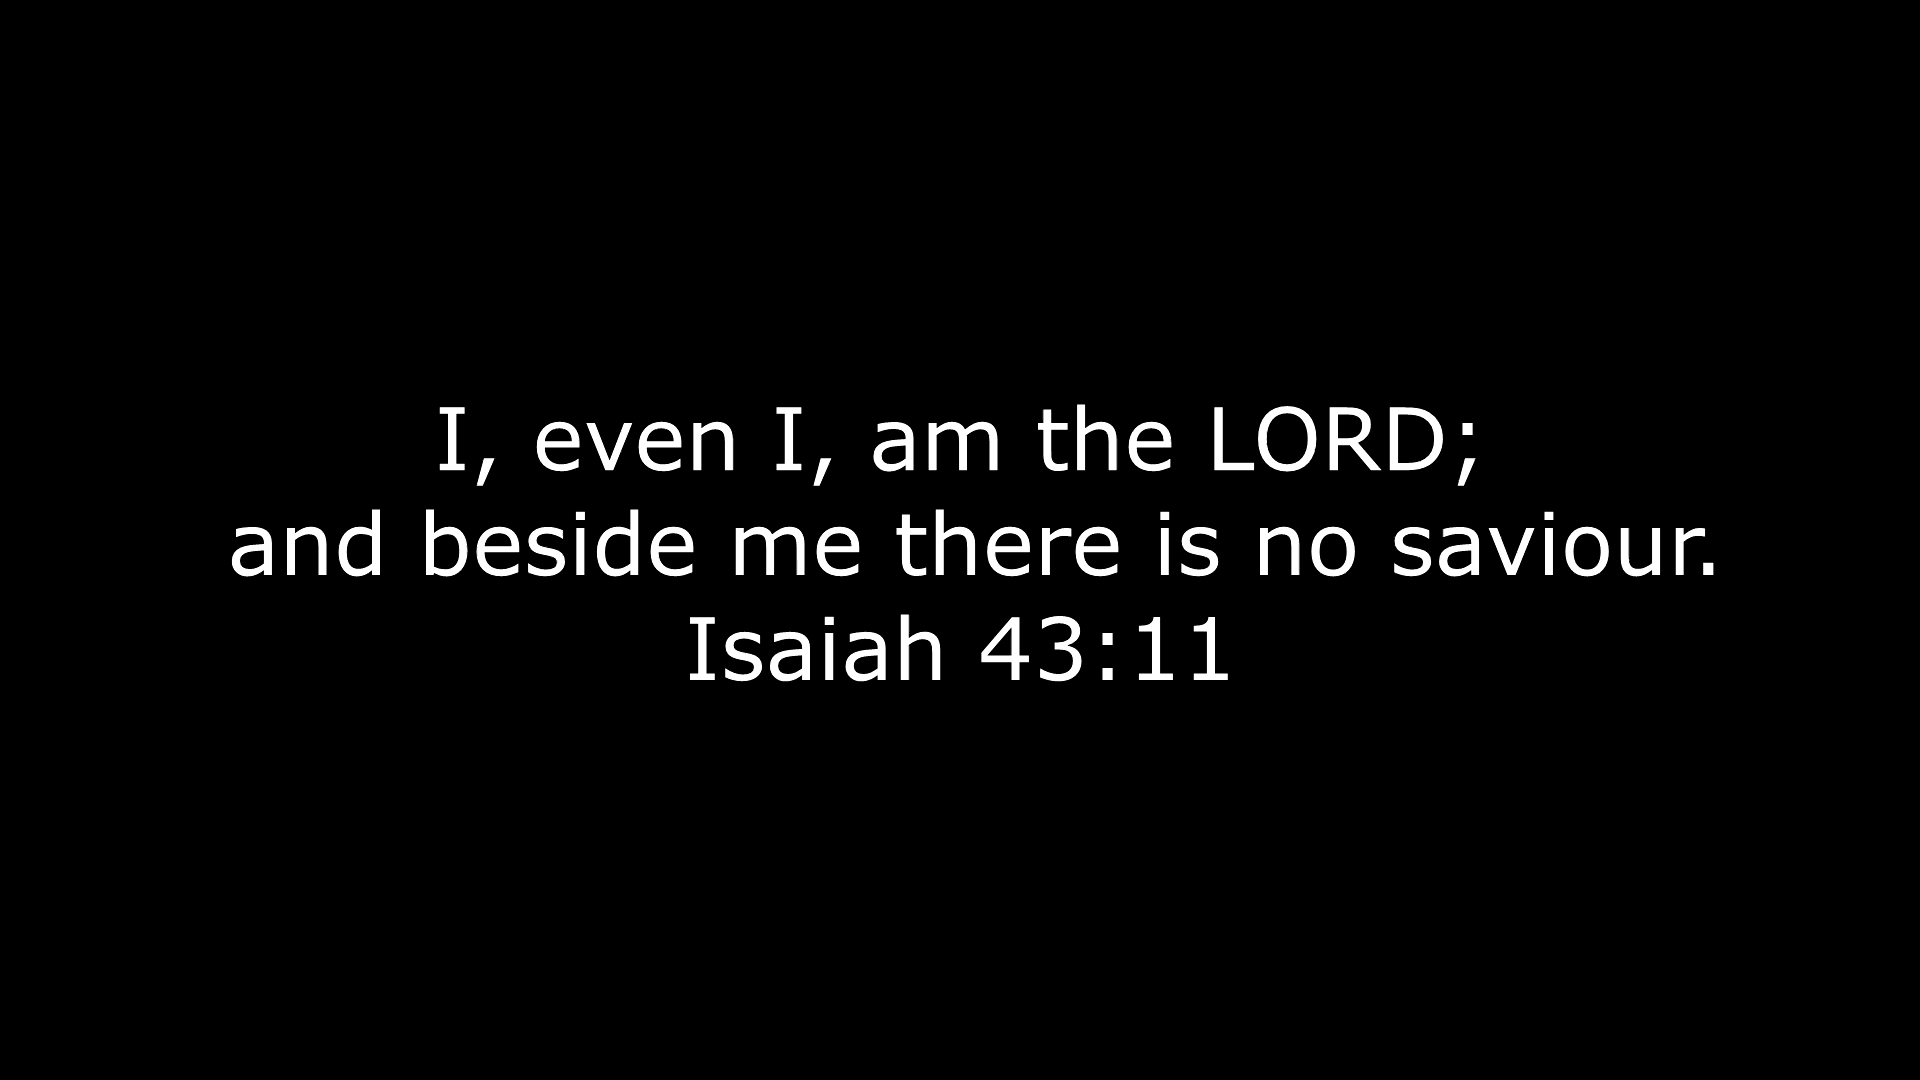 I, even I, am the LORD;
and beside me there is no saviour.
Isaiah 43:11